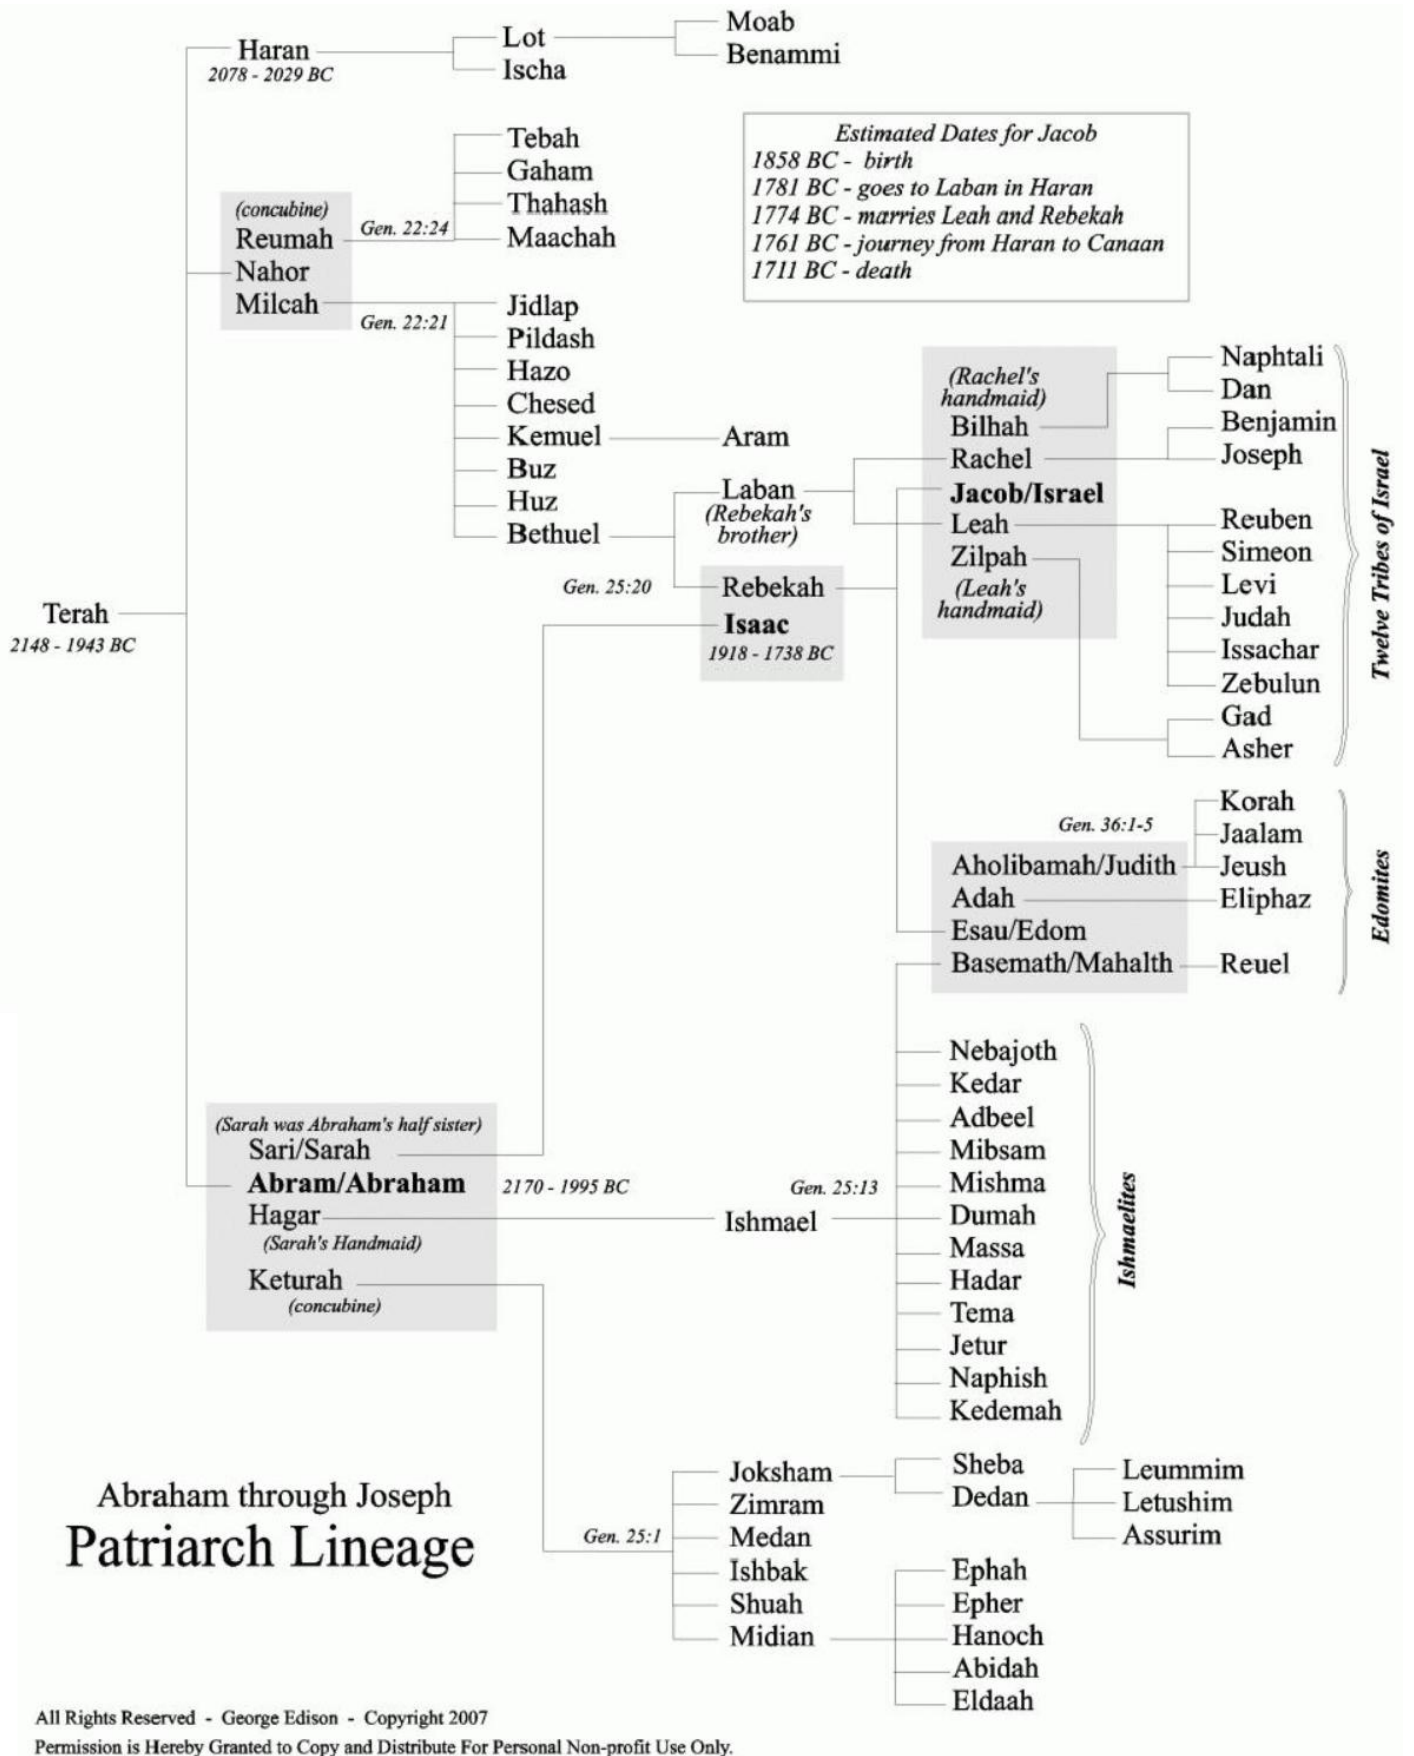 Haran
2078 - 2029 BC
Lot
Ischa
Moab
Benammi
Estimated Dates for Jacob
1858 BC - birth
1781 BC - goes to Laban in Haran
1774 BC - marries Leah and Rebekah
1761 BC - journey from Haran to Canaan
1711 BC - death
(concubine)
Reumah
Nahor
Milcah
Gen. 22:24
Gen. 22:21
Tebah
Gaham
Thahash
Maachah
Jidlap
Pildash
Hazo
Chesed
Kemuel
Buz
Huz
Bethuel
Aram
Laban
(Rebekah's
brother)
Gen. 25:20
Rebekah
Isaac
1918 - 1738 BC
(Rachel's
handmaid)
Bilhah
Rachel
Jacob/Israel
Leah
Zilpah
(Leah's
handmaid)
Naphtali
Dan
Benjamin
Joseph
Reuben
Simeon
Levi
Judah
Issachar
Zebulun
Gad
Asher
Twelve Tribes of Israel
Terah
2148 - 1943 BC
Gen. 36:1-5
Aholibamah/Judith
Adah
Esau/Edom
Basemath/Mahalth
Korah
Jaalam
Jeush
Eliphaz
Reuel
Edomites
(Sarah was Abraham's half sister)
Sari/Sarah
Abram/Abraham
2170 - 1995 BC
Hagar
(Sarah's Handmaid)
Keturah
(concubine)
Ishmael
Gen. 25:13
Nebajoth
Kedar
Adbeel
Mibsam
Mishma
Dumah
Massa
Hadar
Tema
Jetur
Naphish
Kedemah
Ishmaelites
Gen. 25:1
Joksham
Zimram
Medan
Ishbak
Shuah
Midian
Sheba
Dedan
Leummim
Letushim
Assurim
Ephah
Epher
Hanoch
Abidah
Eldaah
Abraham through Joseph
Patriarch Lineage
All Rights Reserved - George Edison - Copyright 2007
Permission is Hereby Granted to Copy and Distribute For Personal Non-profit Use Only.